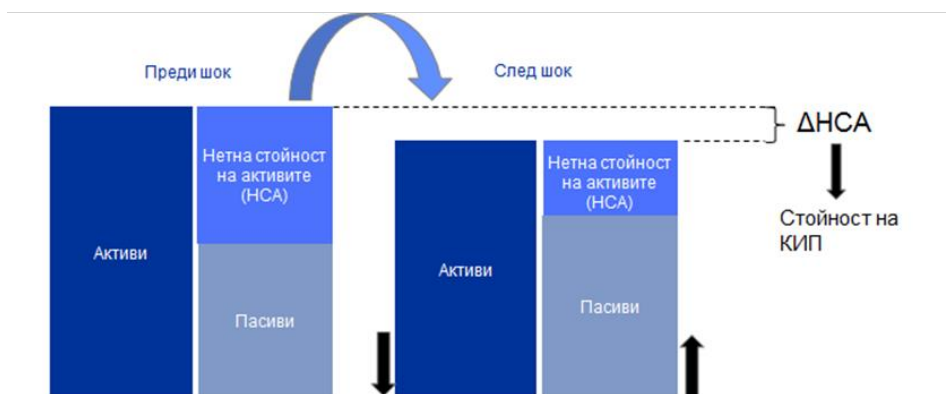 Преди шок
След шок
Нетна стойност
на активите
(НСА)
Активи
Пасиви
Нетна стойност
на активите
(НСА)
Активи
Пасиви
ΔНСА
Стойност на
КИП